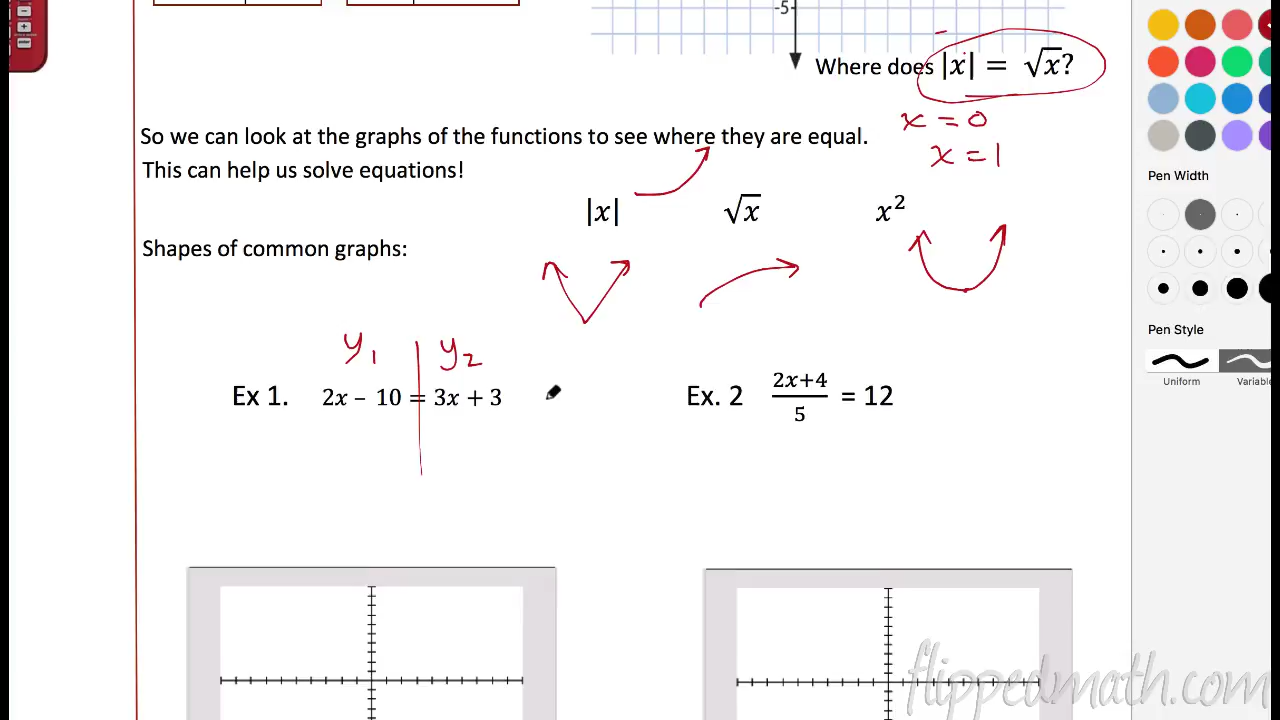 -5
Where does |x| = √x?
x = 0
So we can look at the graphs of the functions to see where they are equal.
x = 1
This can help us solve equations!
|x| √x x²
Shapes of common graphs:
y₁ y₂
Ex 1. 2x – 10 = 3x + 3
Ex. 2 (2x+4)/5 = 12
Pen Width
Pen Style
Uniform Variable
flippedmath.com